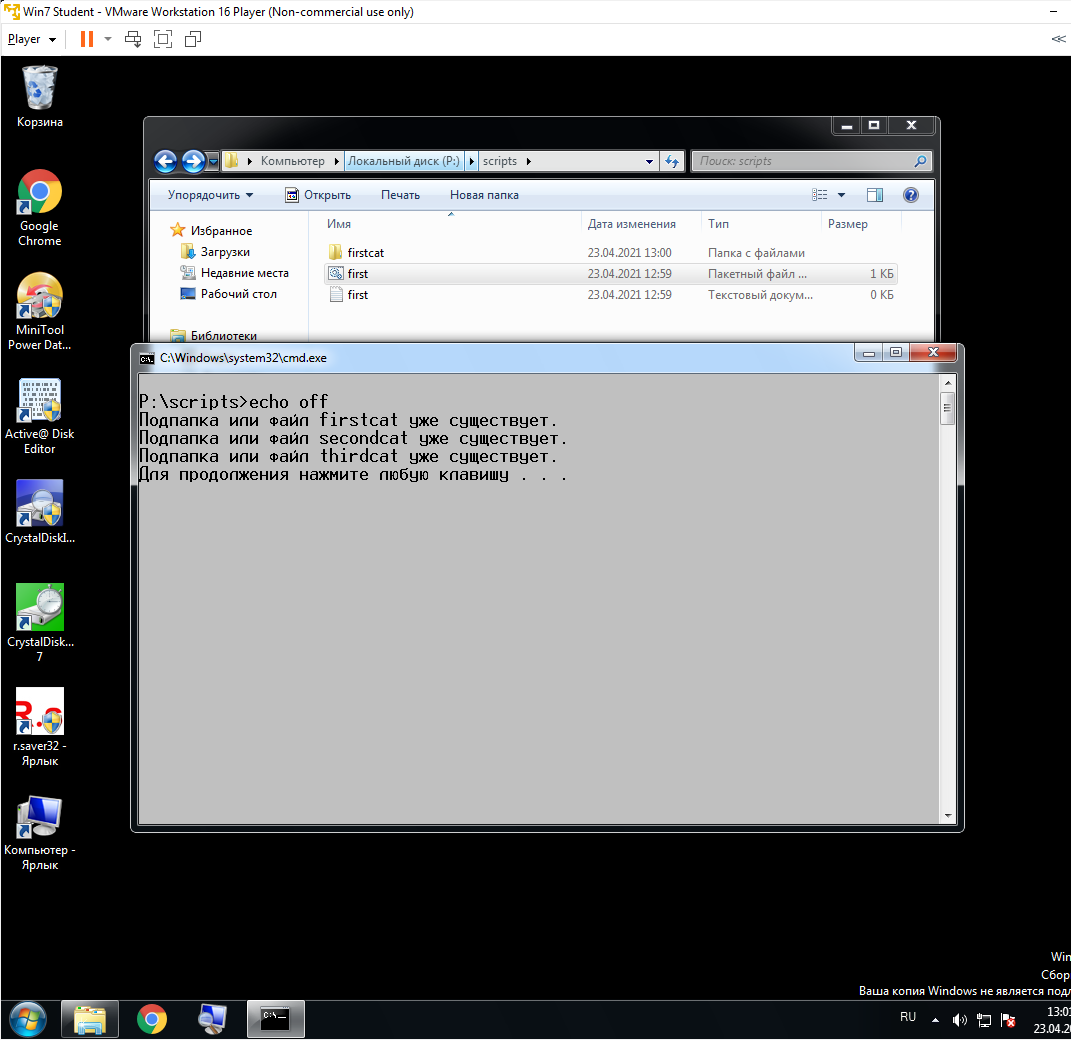 Win7 Student - VMware Workstation 16 Player (Non-commercial use only)
Player
Корзина
Google
Chrome
MiniTool
Power Dat...
Active@ Disk
Editor
CrystalDiskI...
CrystalDisk...
7
r.saver32 -
Ярлык
Компьютер -
Ярлык
Компьютер Локальный диск (P:) scripts
Поиск: scripts
Упорядочить Открыть Печать Новая папка
Имя Дата изменения Тип Размер
Избранное
Загрузки
Недавние места
Рабочий стол
Библиотеки
firstcat 23.04.2021 13:00 Папка с файлами
first 23.04.2021 12:59 Пакетный файл ... 1 КБ
first 23.04.2021 12:59 Текстовый докум... 0 КБ
C:\Windows\system32\cmd.exe
P:\scripts>echo off
Подпапка или файл firstcat уже существует.
Подпапка или файл secondcat уже существует.
Подпапка или файл thirdcat уже существует.
Для продолжения нажмите любую клавишу . . .
Win
Сбор
Ваша копия Windows не является подл
RU
13:01
23.04.20